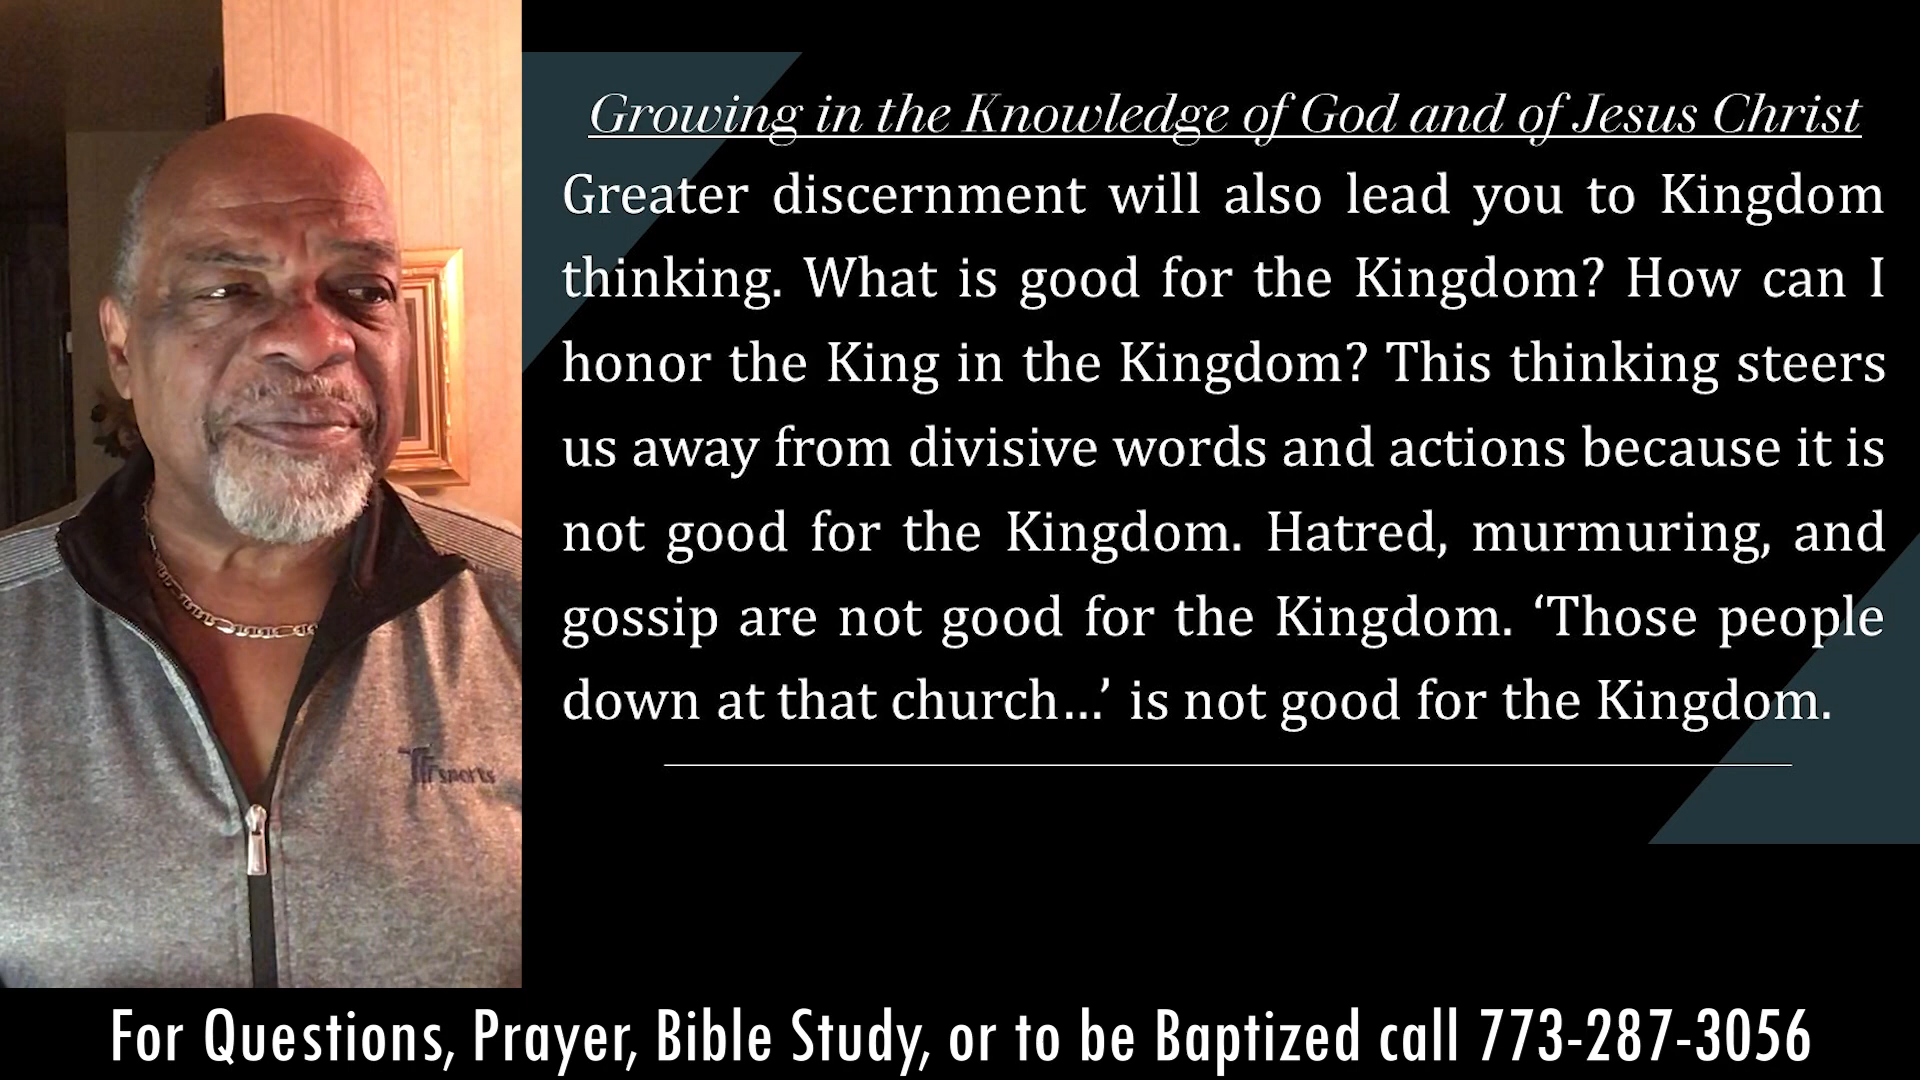 Growing in the Knowledge of God and of Jesus Christ
Greater discernment will also lead you to Kingdom
thinking. What is good for the Kingdom? How can I
honor the King in the Kingdom? This thinking steers
us away from divisive words and actions because it is
not good for the Kingdom. Hatred, murmuring, and
gossip are not good for the Kingdom. ‘Those people
down at that church…’ is not good for the Kingdom.
sports
For Questions, Prayer, Bible Study, or to be Baptized call 773-287-3056